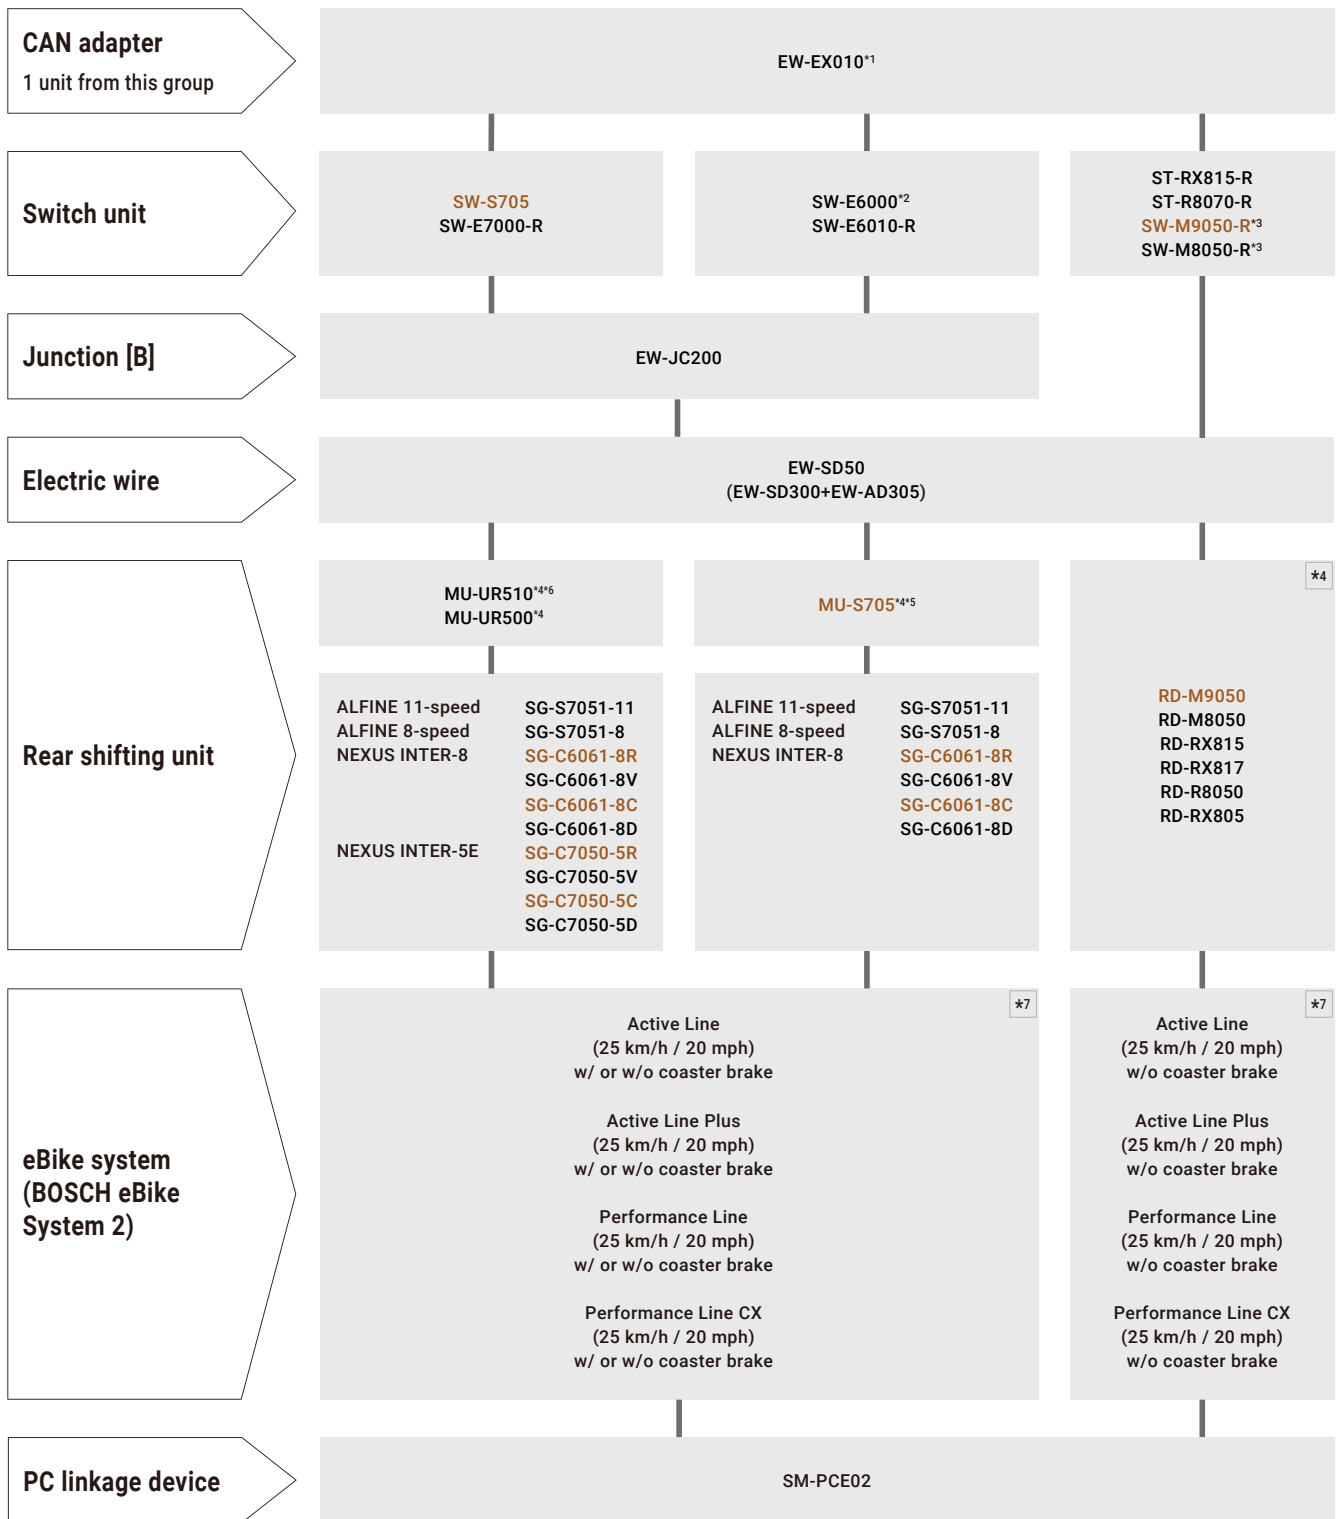 CAN adapter
1 unit from this group
EW-EX010*1
Switch unit
SW-S705
SW-E7000-R
SW-E6000*2
SW-E6010-R
ST-RX815-R
ST-R8070-R
SW-M9050-R*3
SW-M8050-R*3
Junction [B]
EW-JC200
Electric wire
EW-SD50
(EW-SD300+EW-AD305)
Rear shifting unit
MU-UR510*4*6
MU-UR500*4
MU-S705*4*5
*4
ALFINE 11-speed SG-S7051-11
ALFINE 8-speed SG-S7051-8
NEXUS INTER-8 SG-C6061-8R
SG-C6061-8V
SG-C6061-8C
SG-C6061-8D
NEXUS INTER-5E SG-C7050-5R
SG-C7050-5V
SG-C7050-5C
SG-C7050-5D
ALFINE 11-speed SG-S7051-11
ALFINE 8-speed SG-S7051-8
NEXUS INTER-8 SG-C6061-8R
SG-C6061-8V
SG-C6061-8C
SG-C6061-8D
RD-M9050
RD-M8050
RD-RX815
RD-RX817
RD-R8050
RD-RX805
eBike system
(BOSCH eBike
System 2)
*7
Active Line
(25 km/h / 20 mph)
w/ or w/o coaster brake
Active Line Plus
(25 km/h / 20 mph)
w/ or w/o coaster brake
Performance Line
(25 km/h / 20 mph)
w/ or w/o coaster brake
Performance Line CX
(25 km/h / 20 mph)
w/ or w/o coaster brake
*7
Active Line
(25 km/h / 20 mph)
w/o coaster brake
Active Line Plus
(25 km/h / 20 mph)
w/o coaster brake
Performance Line
(25 km/h / 20 mph)
w/o coaster brake
Performance Line CX
(25 km/h / 20 mph)
w/o coaster brake
PC linkage device
SM-PCE02